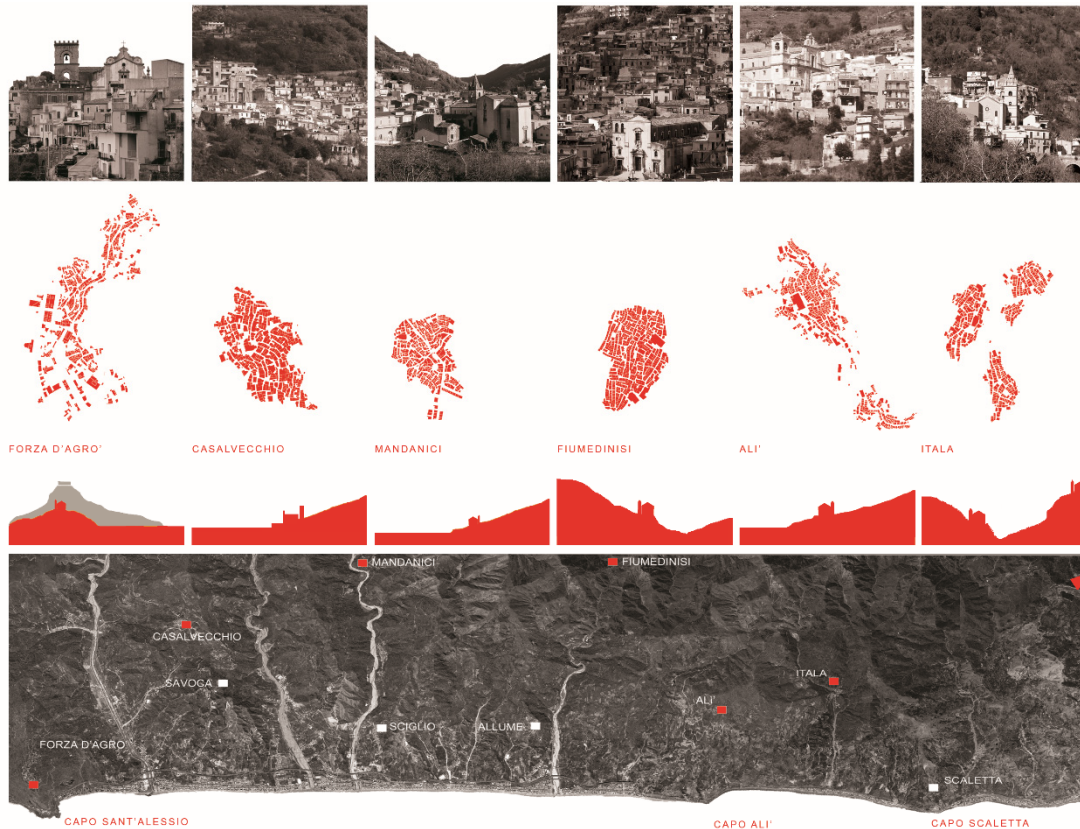 FORZA D'AGRO'
CASALVECCHIO
MANDANICI
FIUMEDINISI
ALI'
ITALA
MANDANICI
FIUMEDINISI
CASALVECCHIO
SAVOGA
ITALA
ALI'
SCIGLIO
ALLUME
FORZA D'AGRO
SCALETTA
CAPO SANT'ALESSIO
CAPO ALI'
CAPO SCALETTA